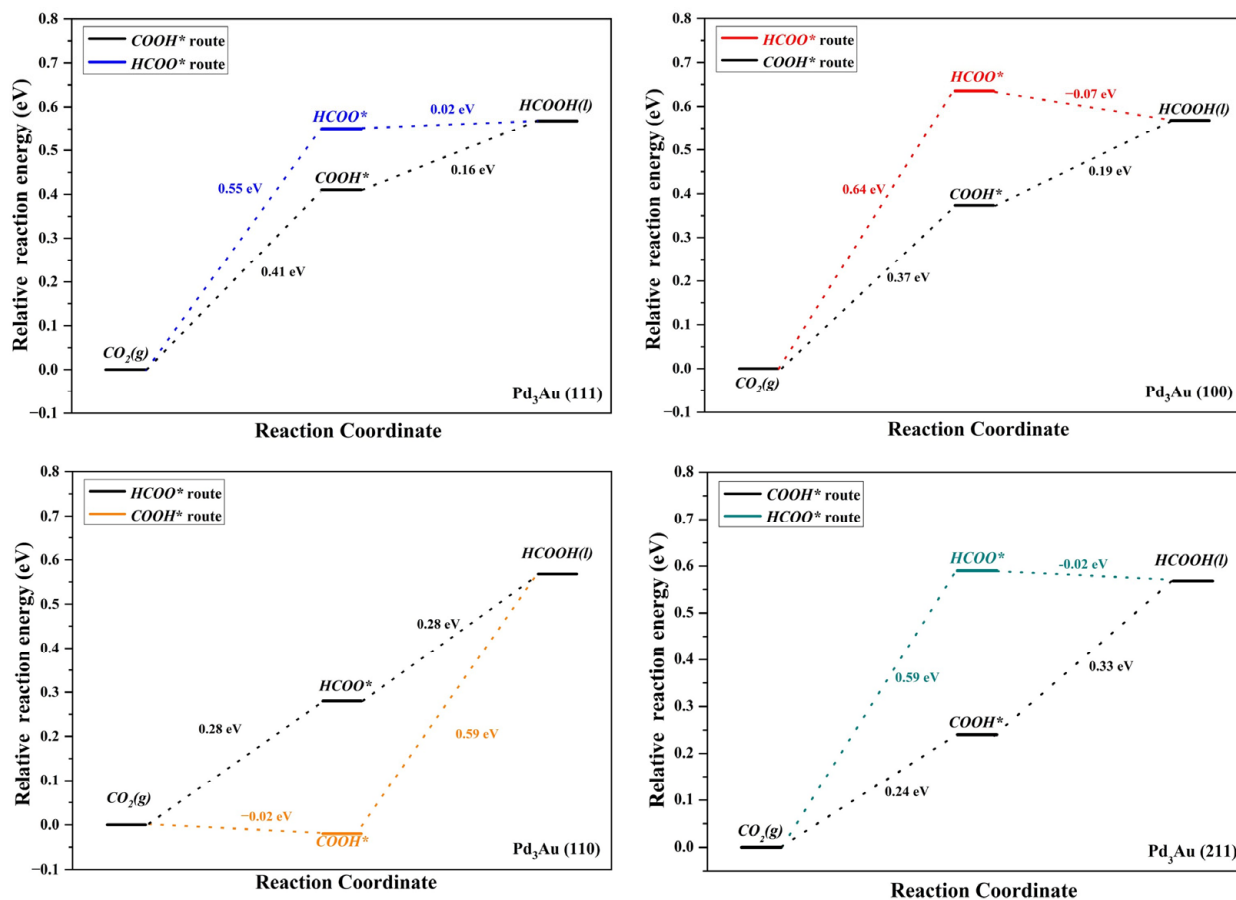 COOH* route
HCOO* route
HCOO*
0.02 eV
HCOOH(l)
COOH*
0.16 eV
0.55 eV
0.41 eV
CO₂(g)
Pd₃Au (111)
0.8
0.7
0.6
0.5
0.4
0.3
0.2
0.1
0.0
−0.1
Relative reaction energy (eV)
Reaction Coordinate
HCOO* route
COOH* route
HCOO*
−0.07 eV
HCOOH(l)
0.64 eV
COOH*
0.19 eV
0.37 eV
CO₂(g)
Pd₃Au (100)
0.8
0.7
0.6
0.5
0.4
0.3
0.2
0.1
0.0
−0.1
Relative reaction energy (eV)
Reaction Coordinate
HCOO* route
COOH* route
HCOOH(l)
0.28 eV
HCOO*
0.28 eV
0.59 eV
CO₂(g)
−0.02 eV
COOH*
Pd₃Au (110)
0.8
0.7
0.6
0.5
0.4
0.3
0.2
0.1
0.0
−0.1
Relative reaction energy (eV)
Reaction Coordinate
COOH* route
HCOO* route
HCOO*
-0.02 eV
HCOOH(l)
0.59 eV
0.33 eV
COOH*
0.24 eV
CO₂(g)
Pd₃Au (211)
0.8
0.7
0.6
0.5
0.4
0.3
0.2
0.1
0.0
Relative reaction energy (eV)
Reaction Coordinate